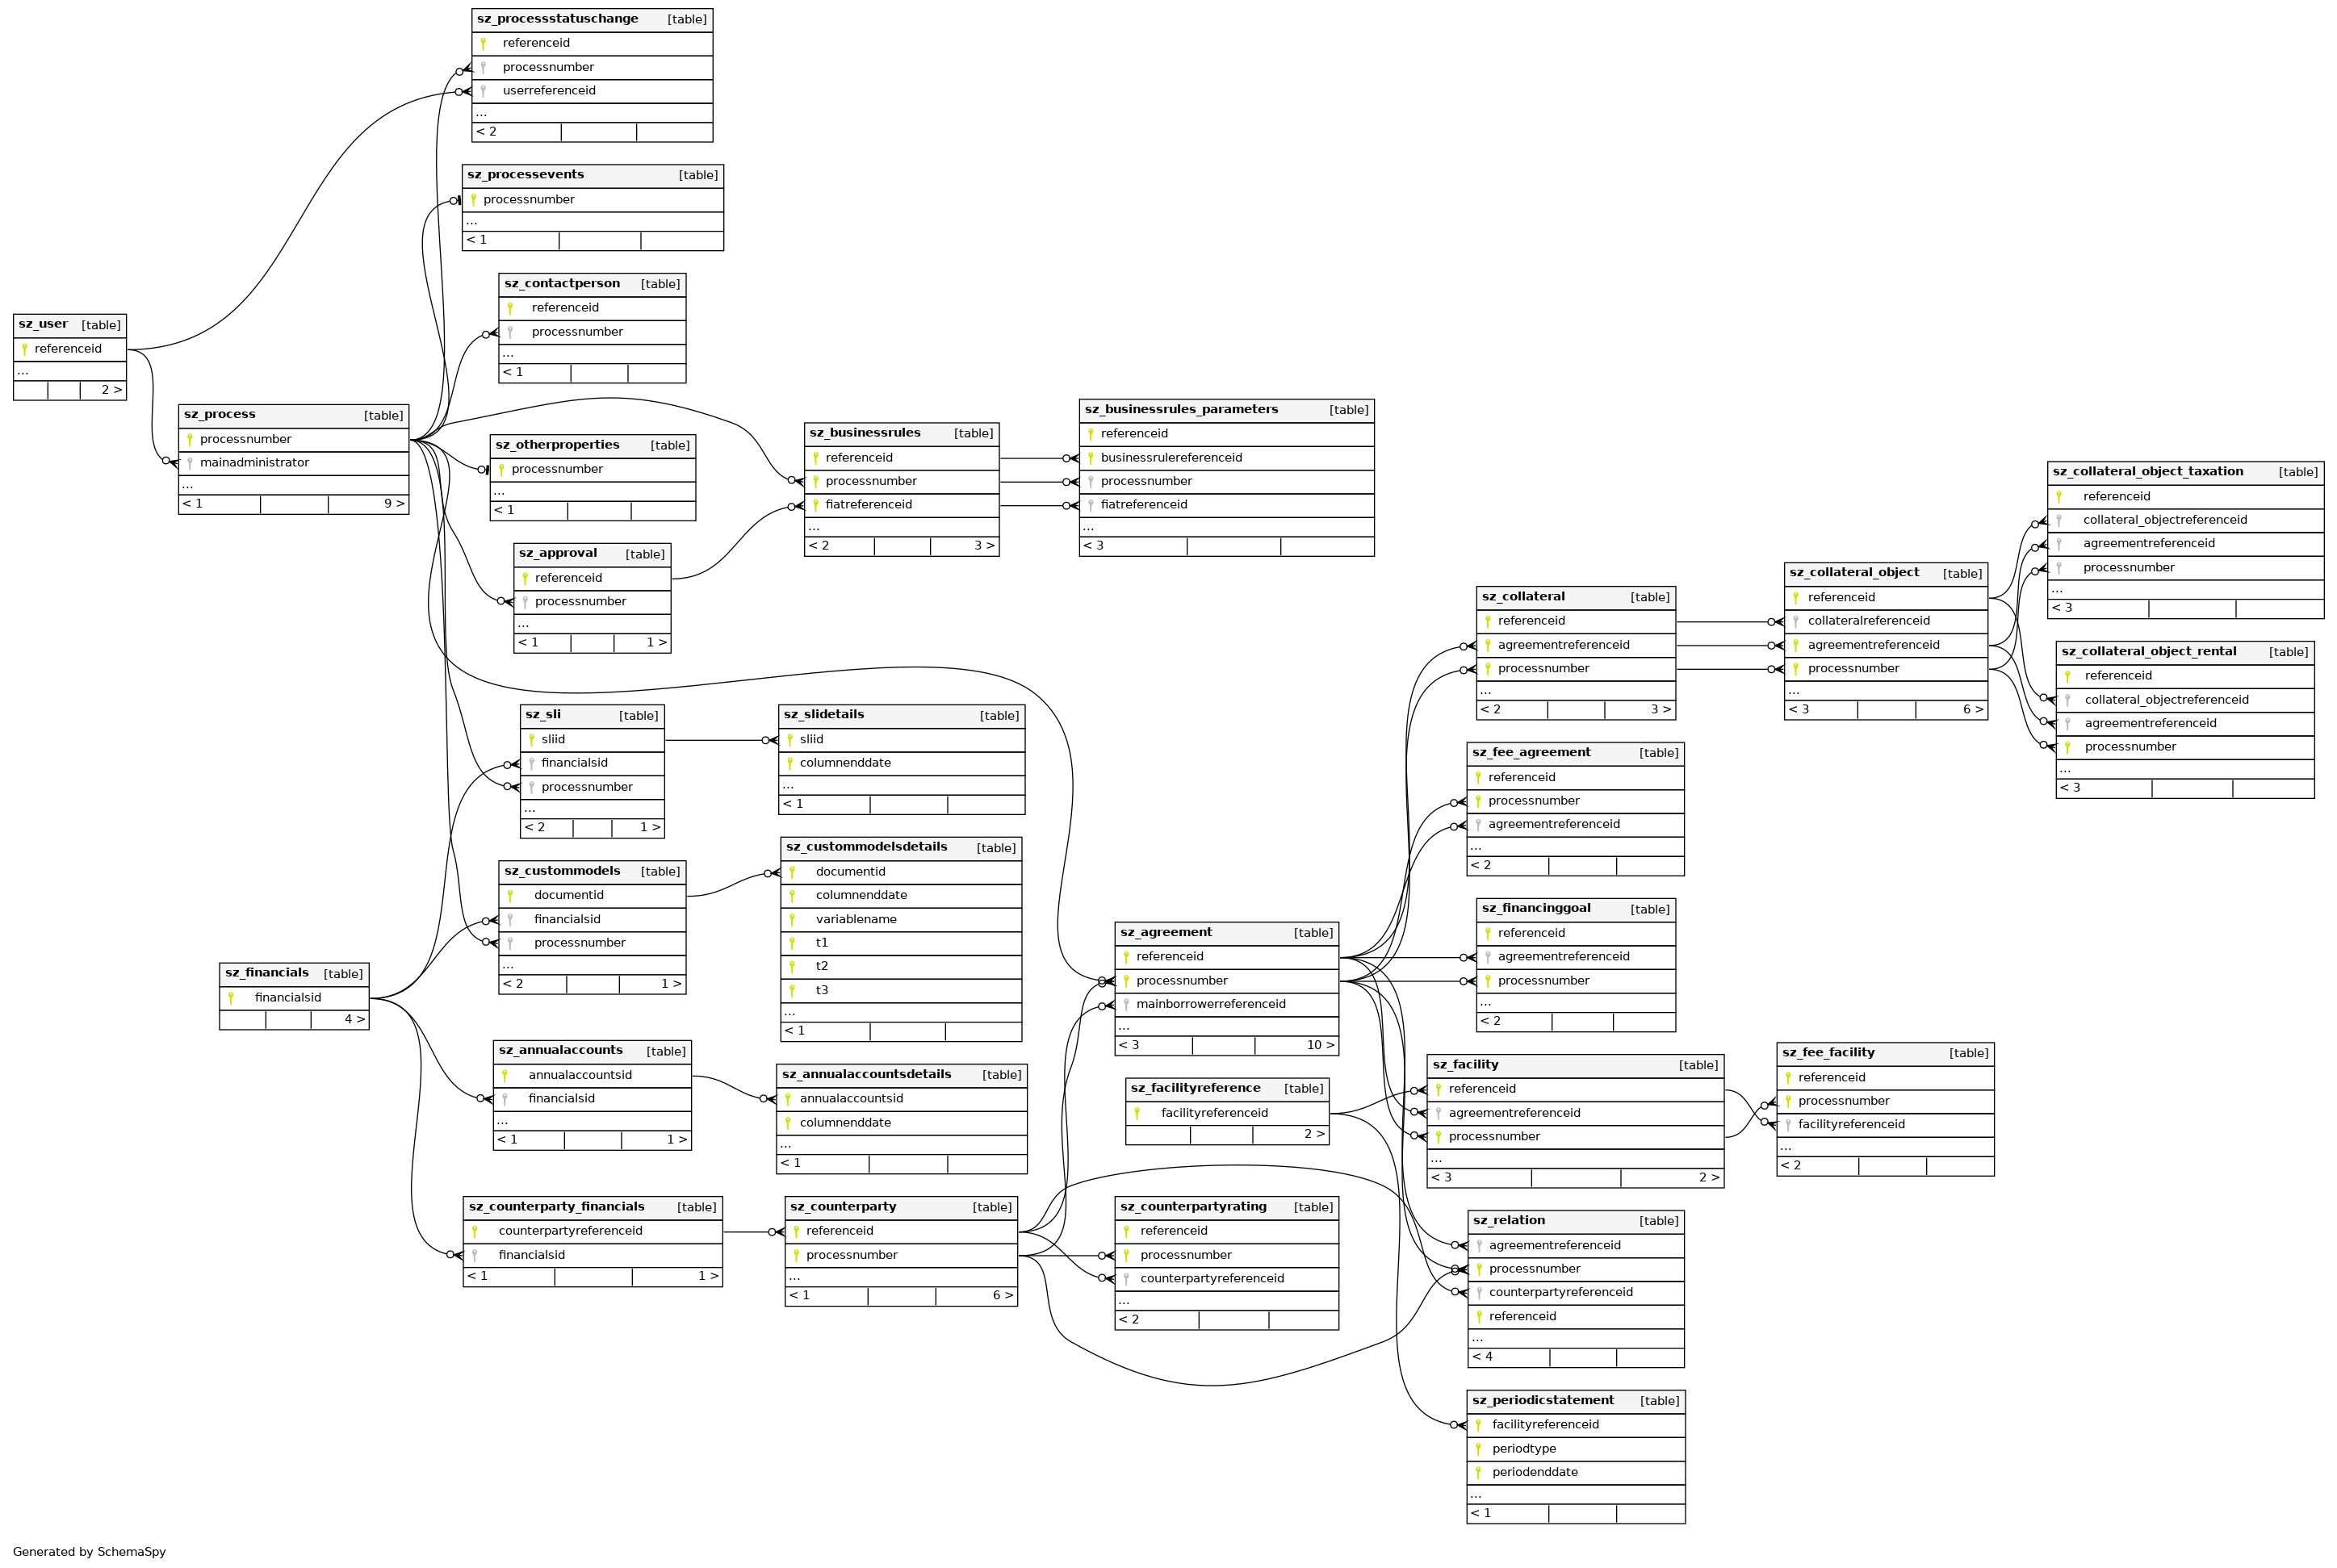 sz_processstatuschange [table]
referenceid
processnumber
userreferenceid
...
< 2
sz_processevents [table]
processnumber
...
< 1
sz_contactperson [table]
referenceid
processnumber
...
< 1
sz_user [table]
referenceid
...
2 >
sz_process [table]
processnumber
mainadministrator
...
< 1 9 >
sz_otherproperties [table]
processnumber
...
< 1
sz_approval [table]
referenceid
processnumber
...
< 1 1 >
sz_businessrules [table]
referenceid
processnumber
fiatreferenceid
...
< 2 3 >
sz_businessrules_parameters [table]
referenceid
businessrulereferenceid
processnumber
fiatreferenceid
...
< 3
sz_collateral_object_taxation [table]
referenceid
collateral_objectreferenceid
agreementreferenceid
processnumber
...
< 3
sz_collateral [table]
referenceid
agreementreferenceid
processnumber
...
< 2 3 >
sz_collateral_object [table]
referenceid
collateralreferenceid
agreementreferenceid
processnumber
...
< 3 6 >
sz_collateral_object_rental [table]
referenceid
collateral_objectreferenceid
agreementreferenceid
processnumber
...
< 3
sz_sli [table]
sliid
financialsid
processnumber
...
< 2 1 >
sz_slidetails [table]
sliid
columnenddate
...
< 1
sz_fee_agreement [table]
referenceid
processnumber
agreementreferenceid
...
< 2
sz_custommodels [table]
documentid
financialsid
processnumber
...
< 2 1 >
sz_custommodelsdetails [table]
documentid
columnenddate
variablename
t1
t2
t3
...
< 1
sz_financinggoal [table]
referenceid
agreementreferenceid
processnumber
...
< 2
sz_agreement [table]
referenceid
processnumber
mainborrowerreferenceid
...
< 3 10 >
sz_financials [table]
financialsid
4 >
sz_annualaccounts [table]
annualaccountsid
financialsid
...
< 1 1 >
sz_annualaccountsdetails [table]
annualaccountsid
columnenddate
...
< 1
sz_facilityreference [table]
facilityreferenceid
2 >
sz_facility [table]
referenceid
agreementreferenceid
processnumber
...
< 3 2 >
sz_fee_facility [table]
referenceid
processnumber
facilityreferenceid
...
< 2
sz_counterparty_financials [table]
counterpartyreferenceid
financialsid
< 1 1 >
sz_counterparty [table]
referenceid
processnumber
...
< 1 6 >
sz_counterpartyrating [table]
referenceid
processnumber
counterpartyreferenceid
...
< 2
sz_relation [table]
agreementreferenceid
processnumber
counterpartyreferenceid
referenceid
...
< 4
sz_periodicstatement [table]
facilityreferenceid
periodtype
periodenddate
...
< 1
Generated by SchemaSpy